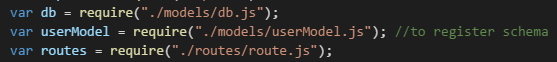 var db = require("./models/db.js");
var userModel = require("./models/userModel.js"); //to register schema
var routes = require("./routes/route.js");